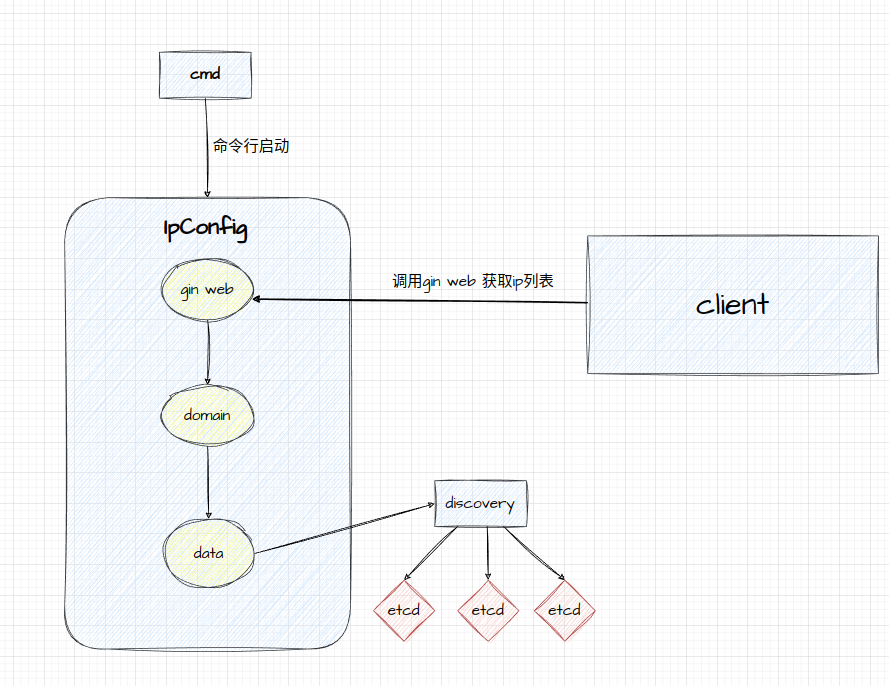 cmd
命令行启动
IpConfig
gin web
调用gin web 获取ip列表
client
domain
discovery
data
etcd
etcd
etcd